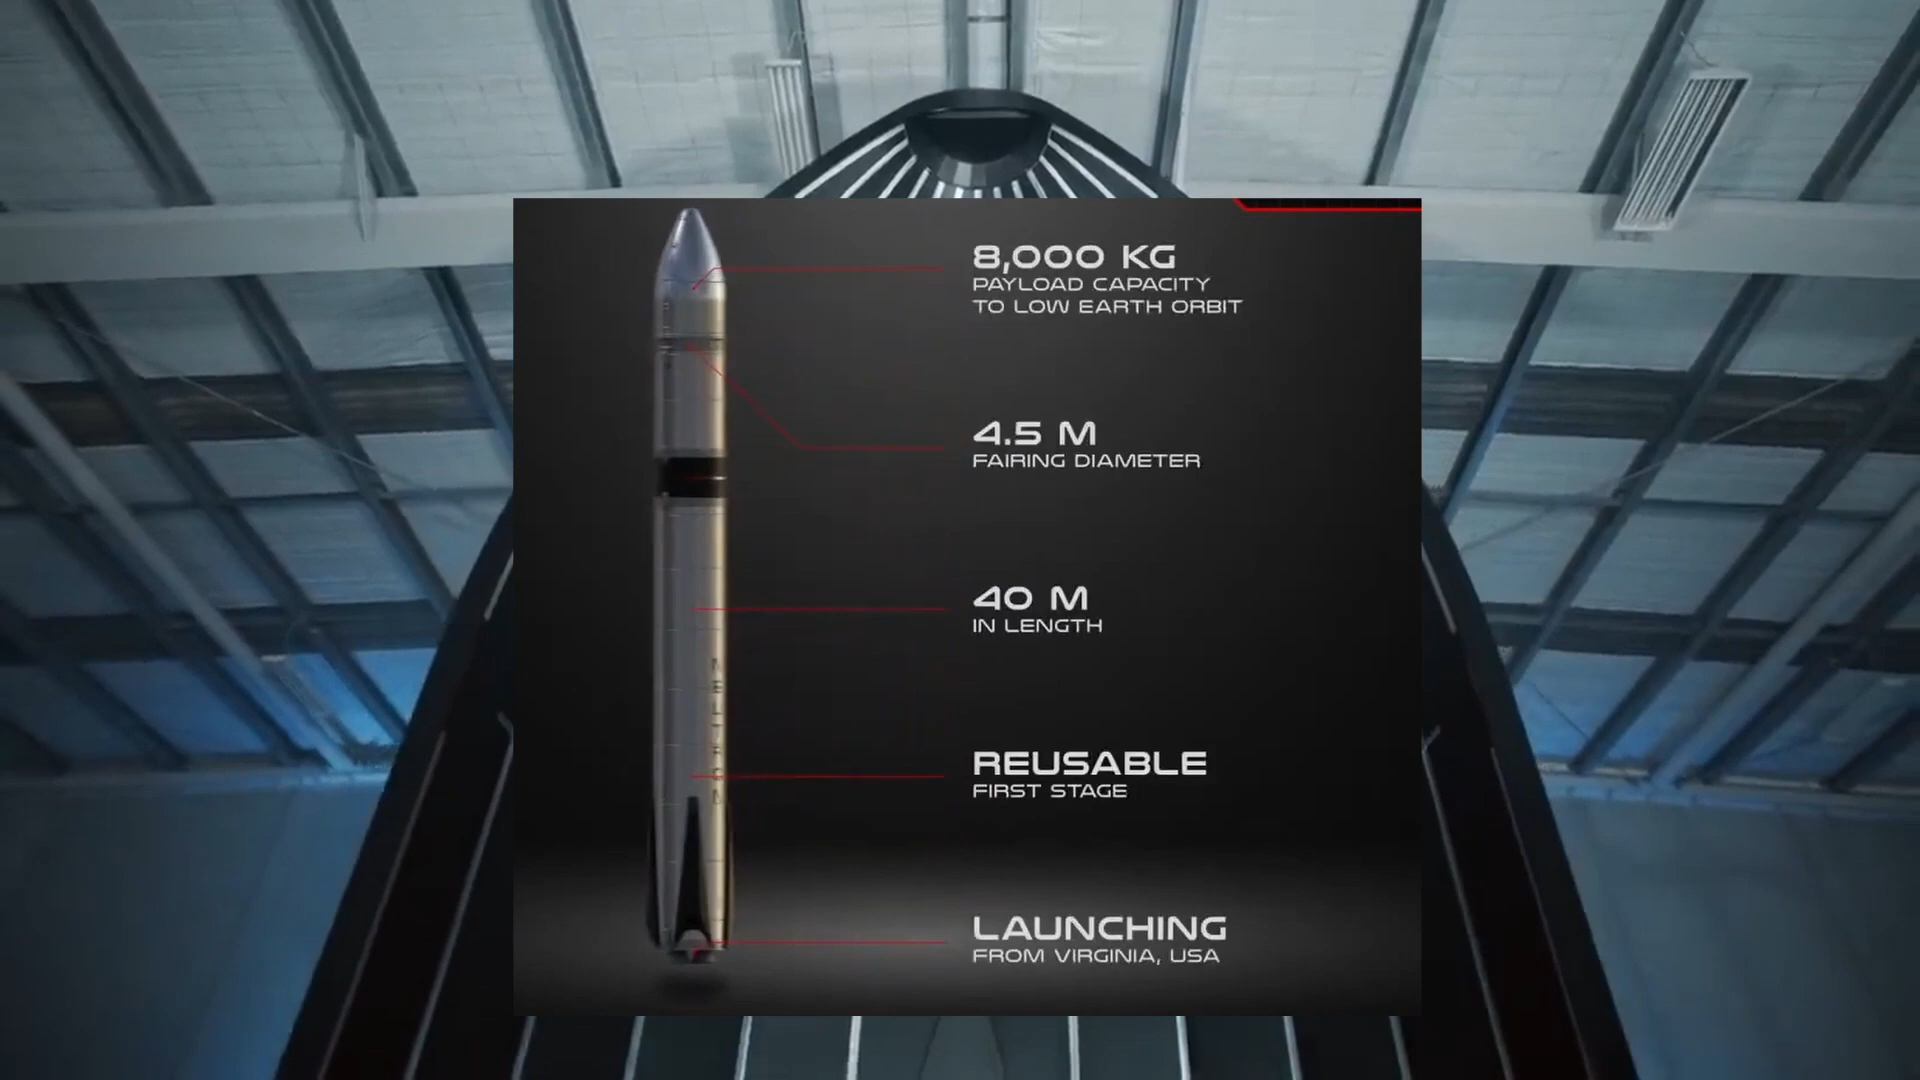 8,000 KG
PAYLOAD CAPACITY
TO LOW EARTH ORBIT
4.5 M
FAIRING DIAMETER
40 M
IN LENGTH
NEUTRON
REUSABLE
FIRST STAGE
LAUNCHING
FROM VIRGINIA, USA